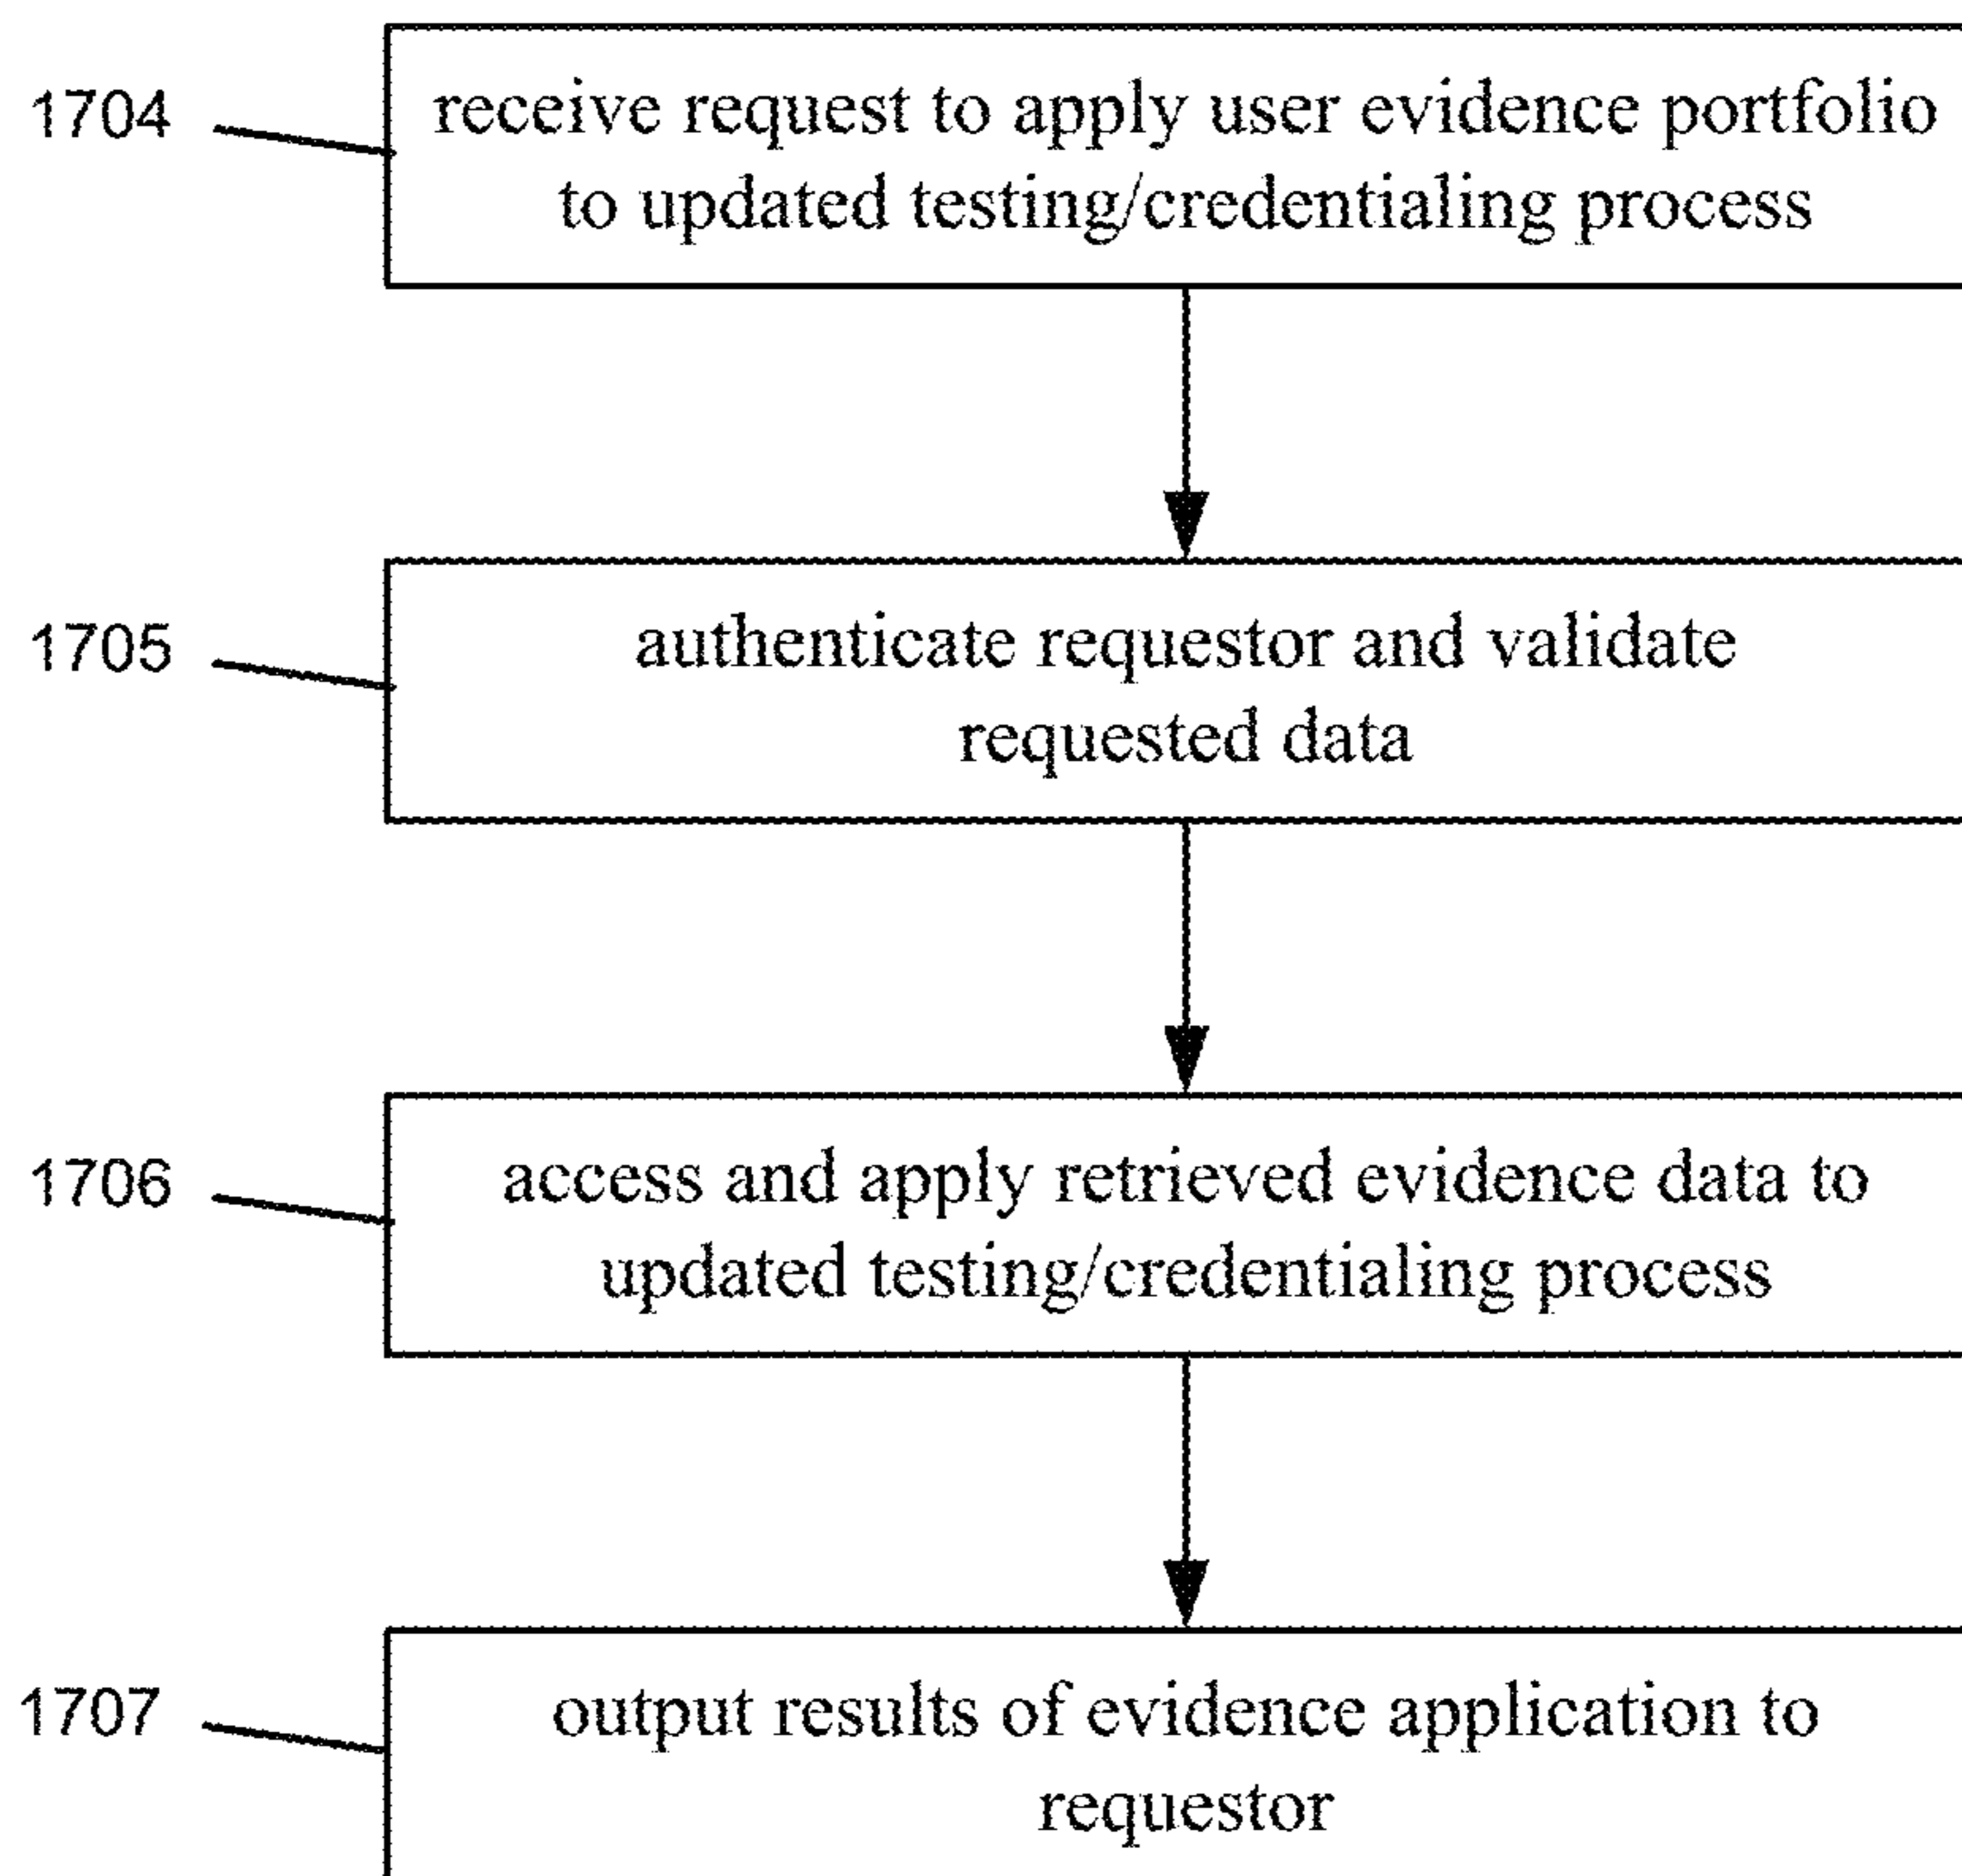 1704
receive request to apply user evidence portfolio
to updated testing/credentialing process
1705
authenticate requestor and validate
requested data
1706
access and apply retrieved evidence data to
updated testing/credentialing process
1707
output results of evidence application to
requestor